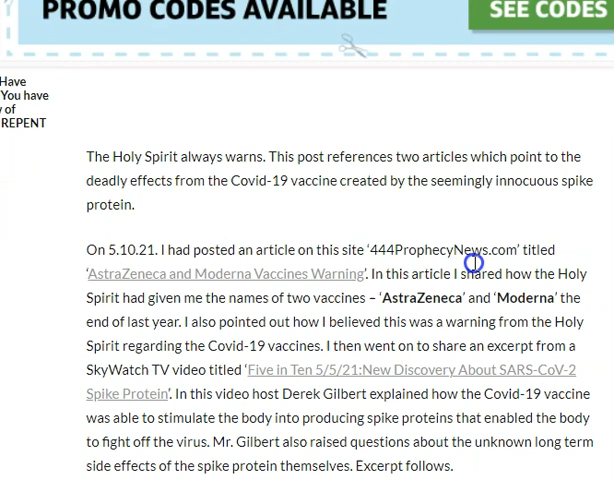 PROMO CODES AVAILABLE
SEE CODES
Have
You have
y of
REPENT
The Holy Spirit always warns. This post references two articles which point to the
deadly effects from the Covid-19 vaccine created by the seemingly innocuous spike
protein.
On 5.10.21. I had posted an article on this site ‘444ProphecyNews.com’ titled
‘AstraZeneca and Moderna Vaccines Warning’. In this article I shared how the Holy
Spirit had given me the names of two vaccines – ‘AstraZeneca’ and ‘Moderna’ the
end of last year. I also pointed out how I believed this was a warning from the Holy
Spirit regarding the Covid-19 vaccines. I then went on to share an excerpt from a
SkyWatch TV video titled ‘Five in Ten 5/5/21:New Discovery About SARS-CoV-2
Spike Protein’. In this video host Derek Gilbert explained how the Covid-19 vaccine
was able to stimulate the body into producing spike proteins that enabled the body
to fight off the virus. Mr. Gilbert also raised questions about the unknown long term
side effects of the spike protein themselves. Excerpt follows.